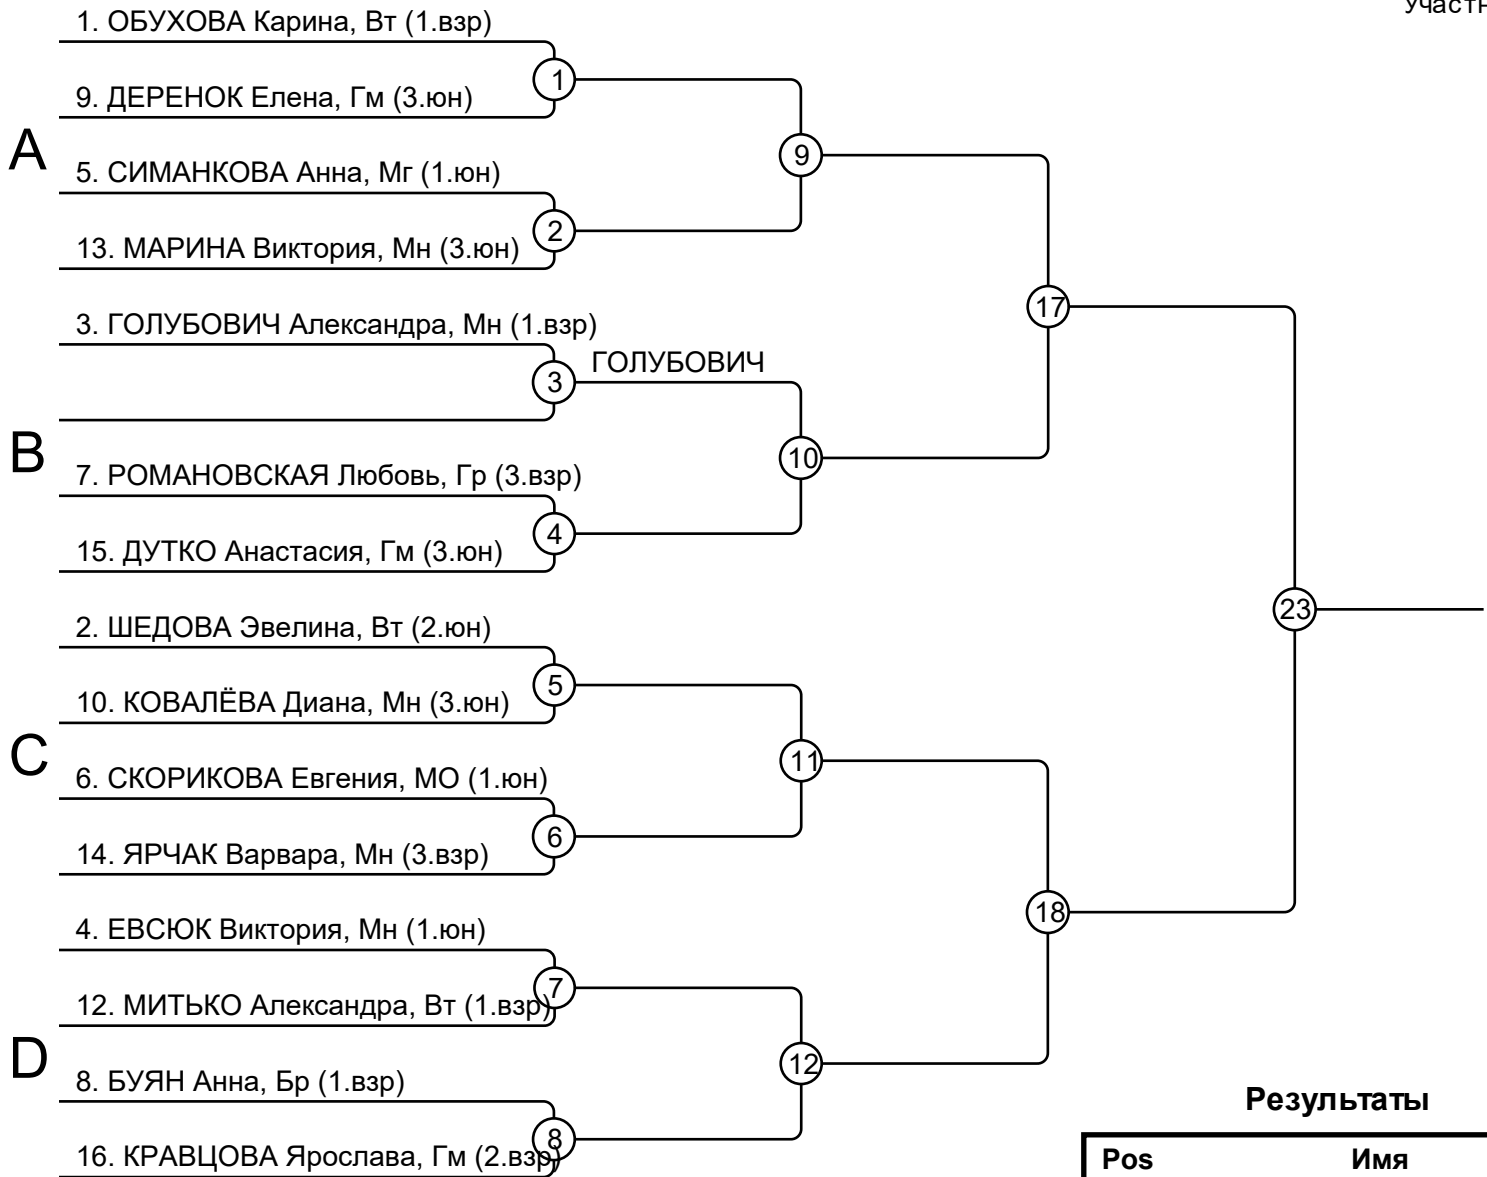 Участн
1. ОБУХОВА Карина, Вт (1.взр)
1
9. ДЕРЕНОК Елена, Гм (3.юн)
A
9
5. СИМАНКОВА Анна, Мг (1.юн)
2
13. МАРИНА Виктория, Мн (3.юн)
17
3. ГОЛУБОВИЧ Александра, Мн (1.взр)
ГОЛУБОВИЧ
3
B
10
7. РОМАНОВСКАЯ Любовь, Гр (3.взр)
4
15. ДУТКО Анастасия, Гм (3.юн)
23
2. ШЕДОВА Эвелина, Вт (2.юн)
5
10. КОВАЛЁВА Диана, Мн (3.юн)
C
11
6. СКОРИКОВА Евгения, МО (1.юн)
6
14. ЯРЧАК Варвара, Мн (3.взр)
18
4. ЕВСЮК Виктория, Мн (1.юн)
7
12. МИТЬКО Александра, Вт (1.взр)
D
12
8. БУЯН Анна, Бр (1.взр)
8
16. КРАВЦОВА Ярослава, Гм (2.взр)
Результаты
Pos Имя